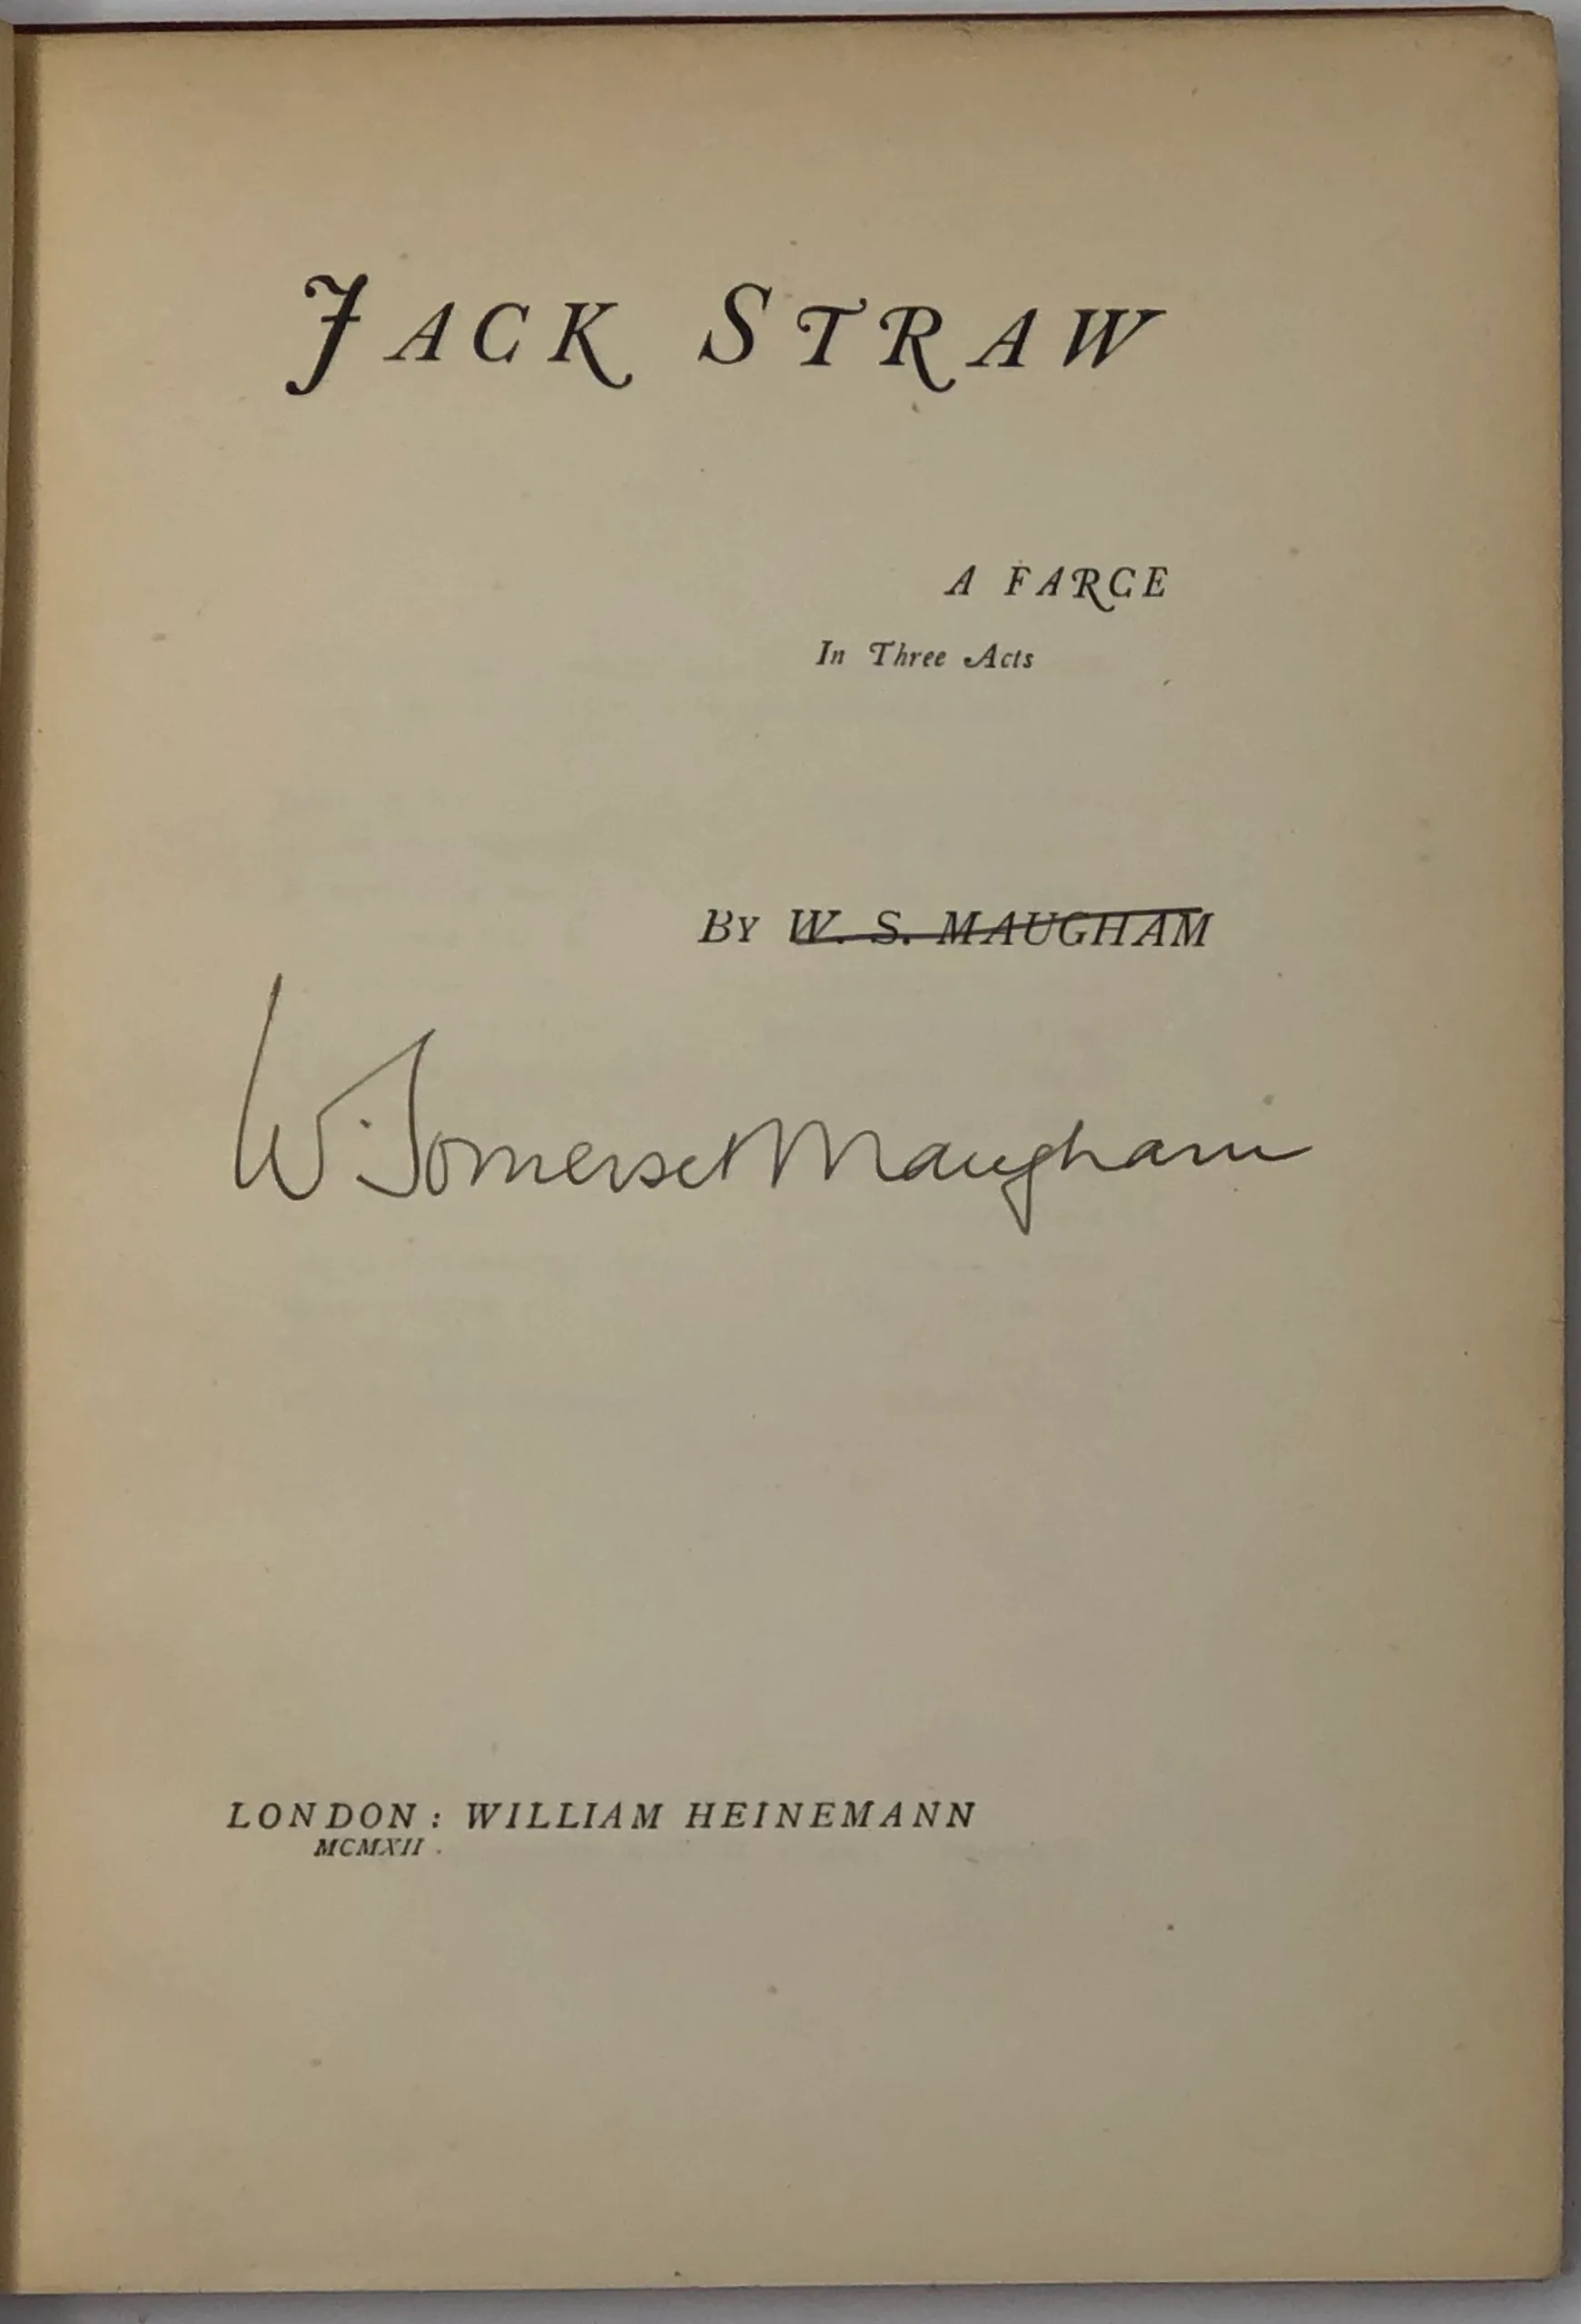 JACK STRAW
A FARCE
In Three Acts
BY W. S. MAUGHAM
W. Somerset Maugham
LONDON: WILLIAM HEINEMANN
MCMXII.